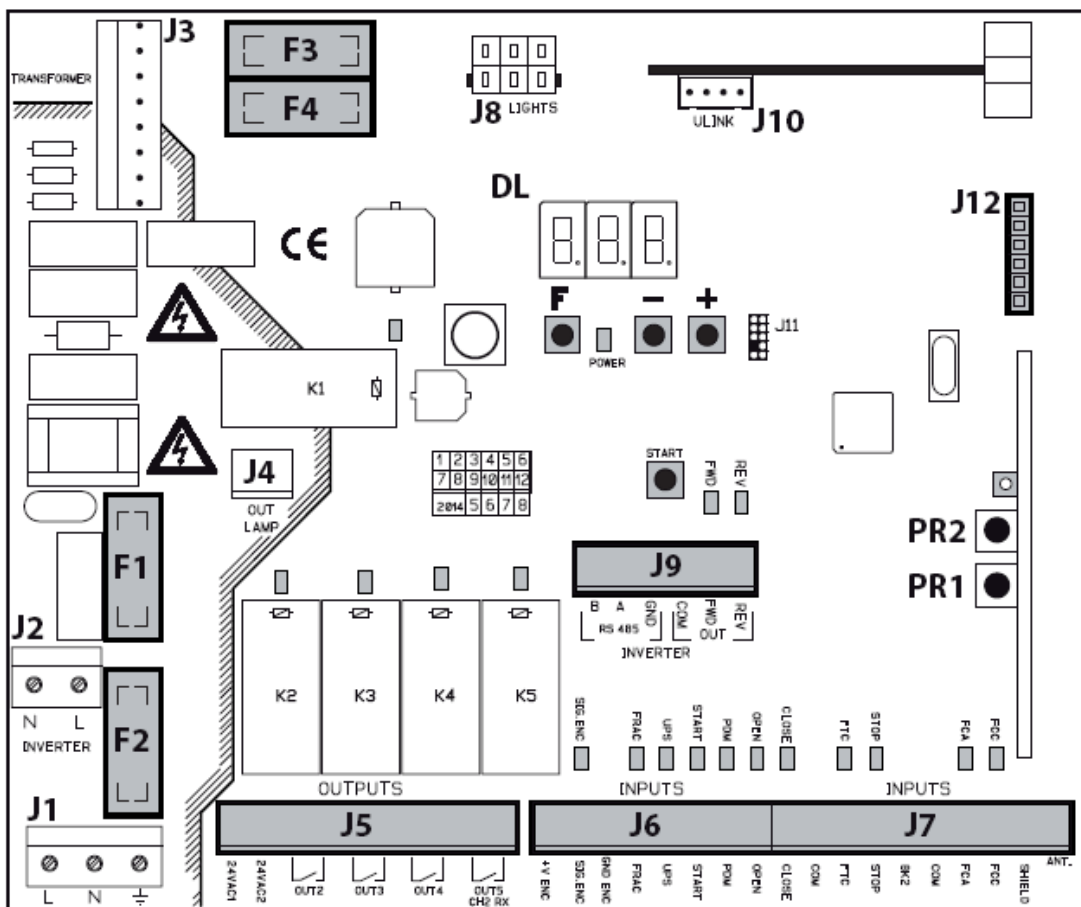 J3
F3
TRANSFORMER
F4
J8 LIGHTS
ULINK
J10
DL
J12
CE
F - +
J11
POWER
K1
J4
OUT
LAMP
1 2 3 4 5 6
7 8 9 10 11 12
2014 5 6 7 8
START
FWD
REV
PR2
F1
J9
PR1
B A GND COM FWD REV
RS 485 OUT
INVERTER
J2
N L
INVERTER
F2
K2 K3 K4 K5
SIG.ENC FRAC UPS START PDM OPEN CLOSE FTC STOP FCA FCC
OUTPUTS INPUTS INPUTS
J1
J5 J6 J7
L N
24VAC1 24VAC2 OUT2 OUT3 OUT4 OUT5
CH2 RX
+V ENC SIG.ENC GND ENC FRAC UPS START PDM OPEN CLOSE COM FTC STOP BK2 COM FCA FCC SHIELD ANT.